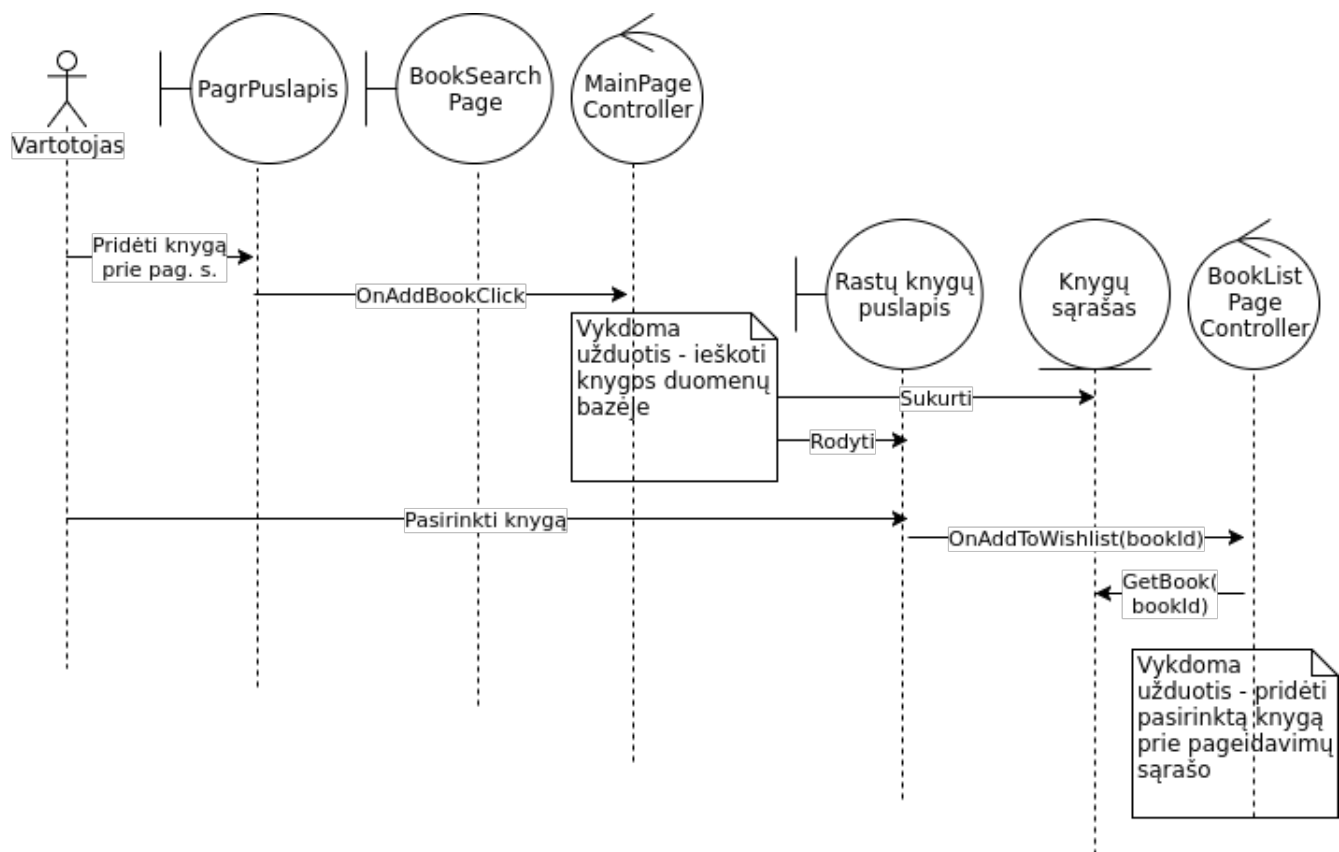 PagrPuslapis
BookSearch
Page
MainPage
Controller
Vartotojas
Pridėti knygą
prie pag. s.
OnAddBookClick
Rastų knygų
puslapis
Knygų
sąrašas
BookList
Page
Controller
Vykdoma
užduotis - ieškoti
knygos duomenų
bazėje
Sukurti
Rodyti
Pasirinkti knygą
OnAddToWishlist(bookId)
GetBook(
bookId)
Vykdoma
užduotis - pridėti
pasirinktą knygą
prie pageidavimų
sąrašo